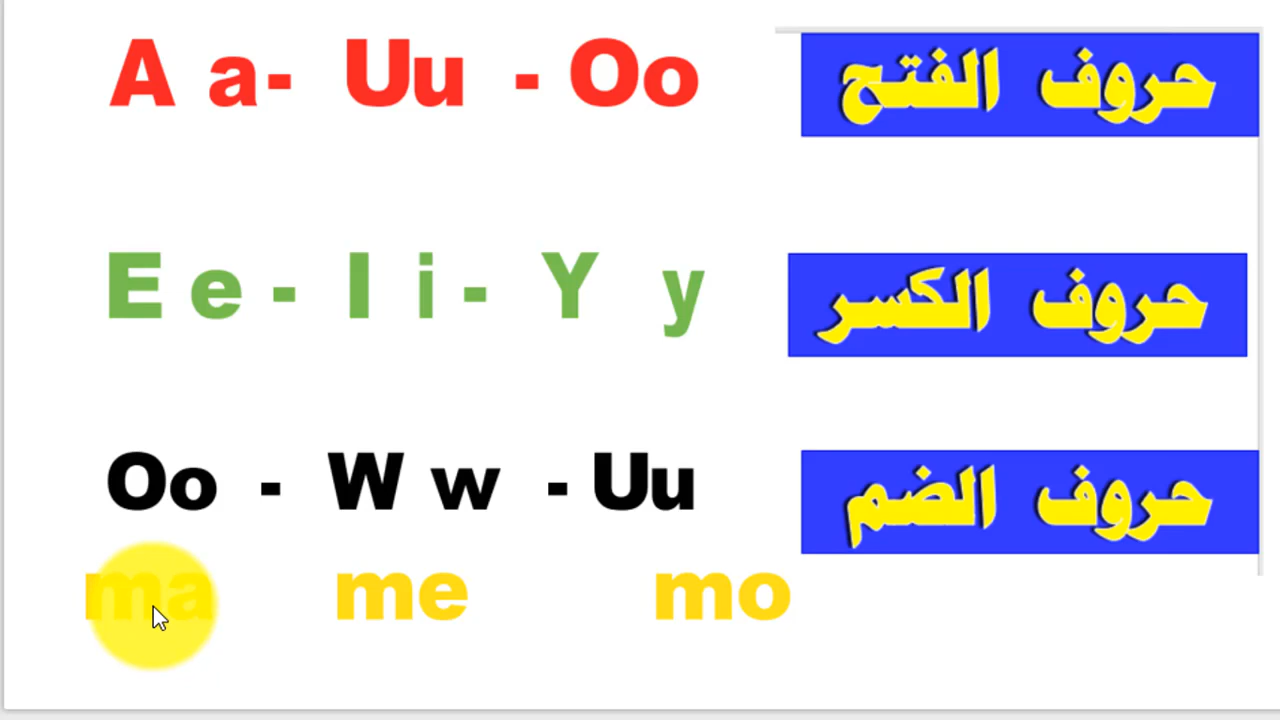 A a- Uu - Oo حروف الفتح
E e - I i - Y y حروف الكسر
Oo - W w - Uu حروف الضم
ma me mo